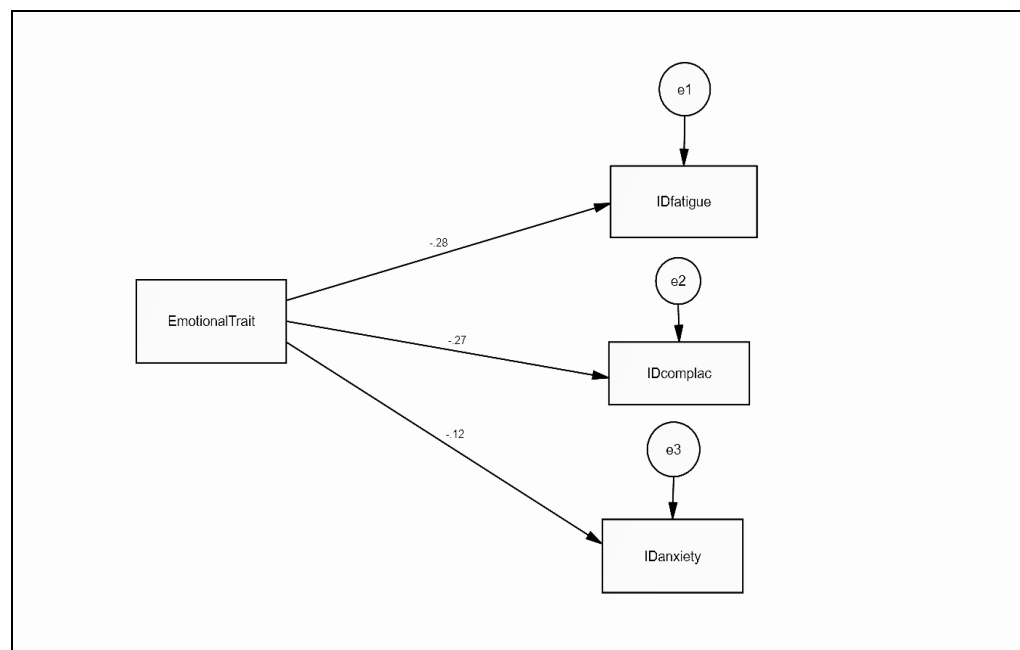 e1
IDfatigue
-.28
e2
EmotionalTrait
-.27
IDcomplac
-.12
e3
IDanxiety